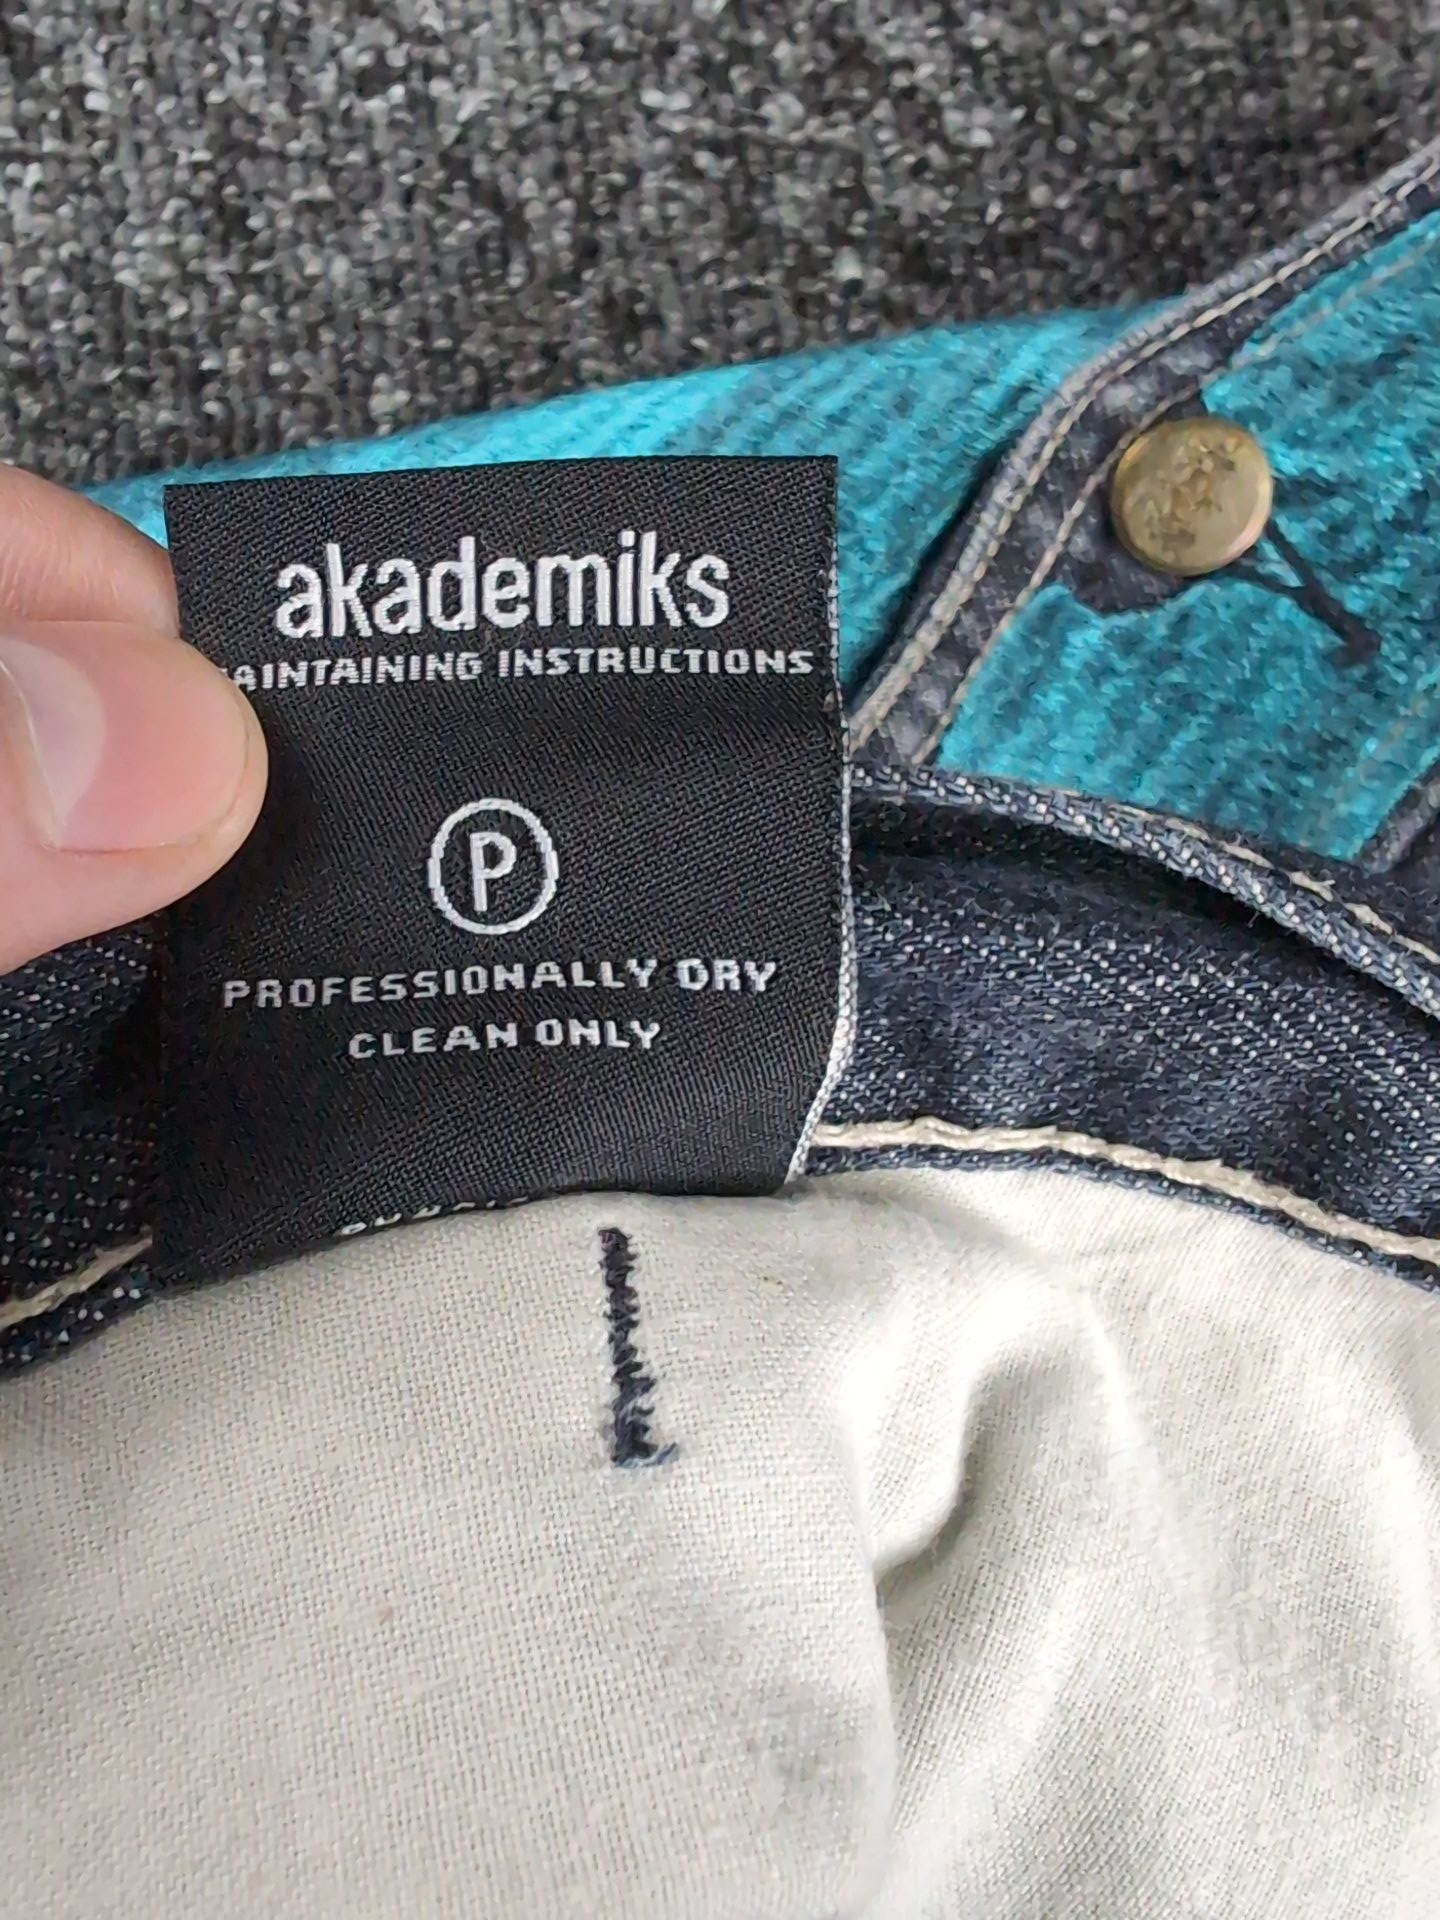 akademiks
AINTAINING INSTRUCTIONS
P
PROFESSIONALLY DRY
CLEAN ONLY